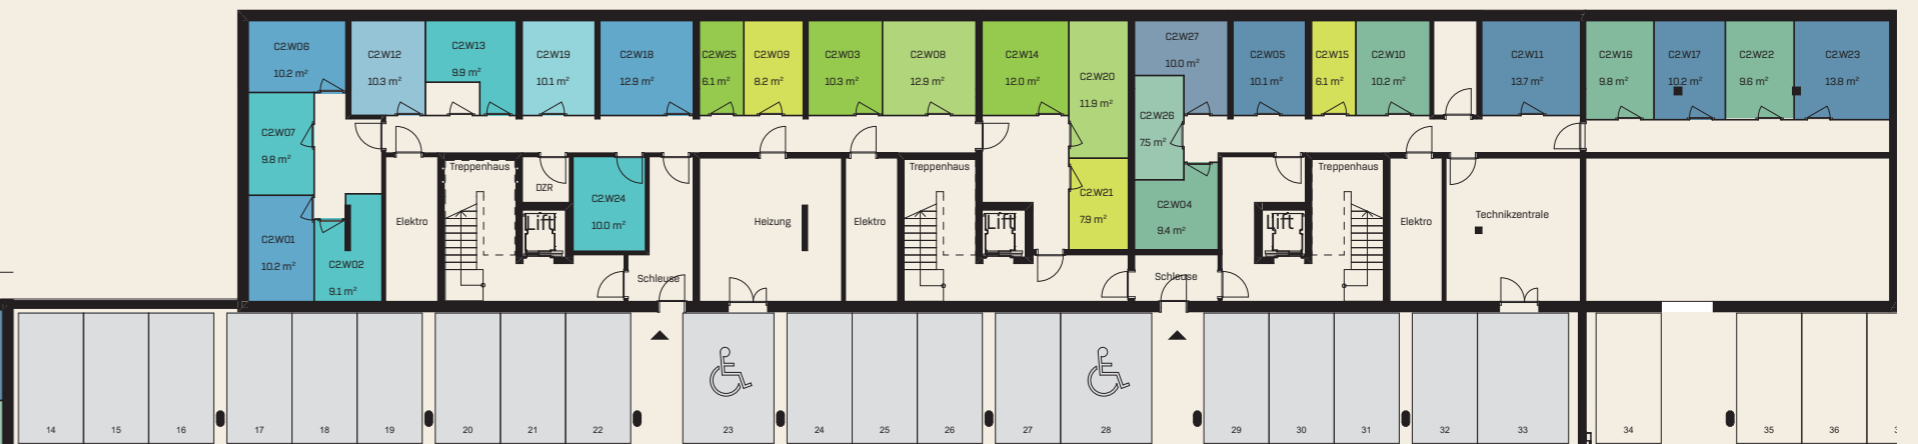 C2.W06
10.2 m²
C2.W12
10.3 m²
C2.W13
9.9 m²
C2.W19
10.1 m²
C2.W18
12.9 m²
C2.W25
6.1 m²
C2.W09
8.2 m²
C2.W03
10.3 m²
C2.W08
12.9 m²
C2.W14
12.0 m²
C2.W20
11.9 m²
C2.W27
10.0 m²
C2.W05
10.1 m²
C2.W15
6.1 m²
C2.W10
10.2 m²
C2.W11
13.7 m²
C2.W16
9.8 m²
C2.W17
10.2 m²
C2.W22
9.6 m²
C2.W23
13.8 m²
C2.W07
9.8 m²
C2.W26
7.5 m²
Treppenhaus
DZR
C2.W24
10.0 m²
Treppenhaus
C2.W21
7.9 m²
C2.W04
9.4 m²
Treppenhaus
C2.W01
10.2 m²
C2.W02
9.1 m²
Elektro
Lift
Schleuse
Heizung
Elektro
Lift
Schleuse
Lift
Elektro
Technikzentrale
14
15
16
17
18
19
20
21
22
23
24
25
26
27
28
29
30
31
32
33
34
35
36